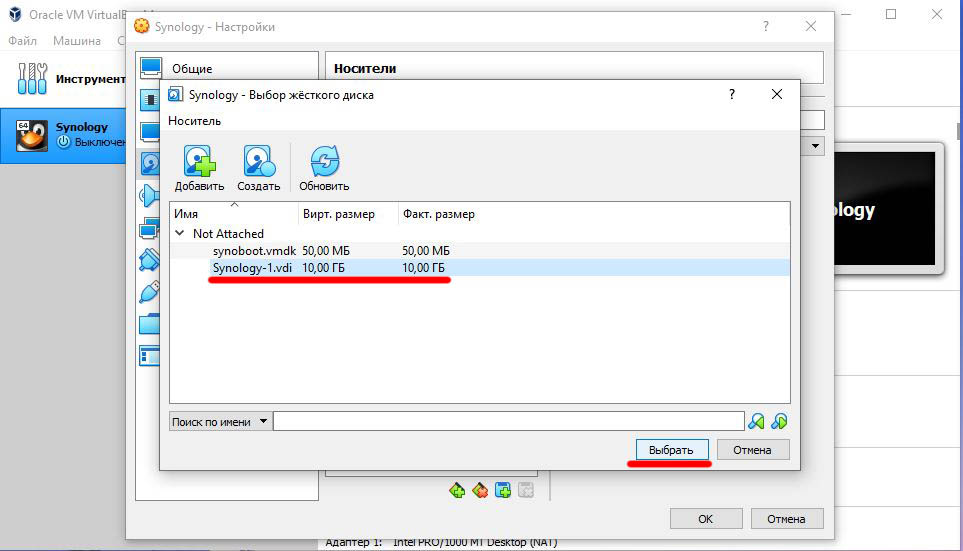 Oracle VM VirtualB
Файл Машина С
Инструмент
64
Synology
Выключен
Synology - Настройки
?
Общие
Носители
Synology - Выбор жёсткого диска
?
Носитель
Добавить Создать Обновить
Имя Вирт. размер Факт. размер
Not Attached
synoboot.vmdk 50,00 МБ 50,00 МБ
Synology-1.vdi 10,00 ГБ 10,00 ГБ
Поиск по имени
Выбрать Отмена
ology
OK Отмена
Адаптер 1: Intel PRO/1000 MT Desktop (NAT)